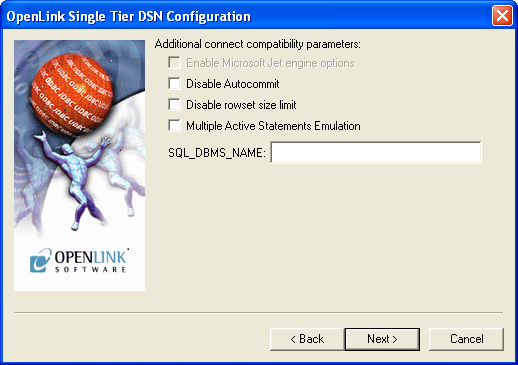 OpenLink Single Tier DSN Configuration
Additional connect compatibility parameters:
Enable Microsoft Jet engine options
Disable Autocommit
Disable rowset size limit
Multiple Active Statements Emulation
SQL_DBMS_NAME:
OPENLINK
SOFTWARE
< Back
Next >
Cancel